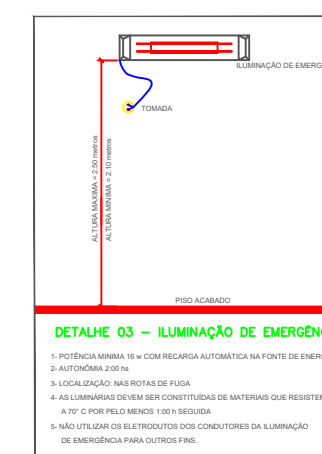 ILUMINAÇÃO DE EMERG
TOMADA
ALTURA MAXIMA = 2.50 metros
ALTURA MINIMA = 2.10 metros
PISO ACABADO
DETALHE 03 – ILUMINAÇÃO DE EMERGÊN
1- POTÊNCIA MINIMA 16 w COM RECARGA AUTOMÁTICA NA FONTE DE ENER
2- AUTONÔMIA 2:00 hs
3- LOCALIZAÇÃO: NAS ROTAS DE FUGA
4- AS LUMINÁRIAS DEVEM SER CONSTITUÍDAS DE MATERIAIS QUE RESISTEM
A 70° C POR PELO MENOS 1:00 h SEGUIDA
5- NÃO UTILIZAR OS ELETRODUTOS DOS CONDUTORES DA ILUMINAÇÃO
DE EMERGÊNCIA PARA OUTROS FINS.